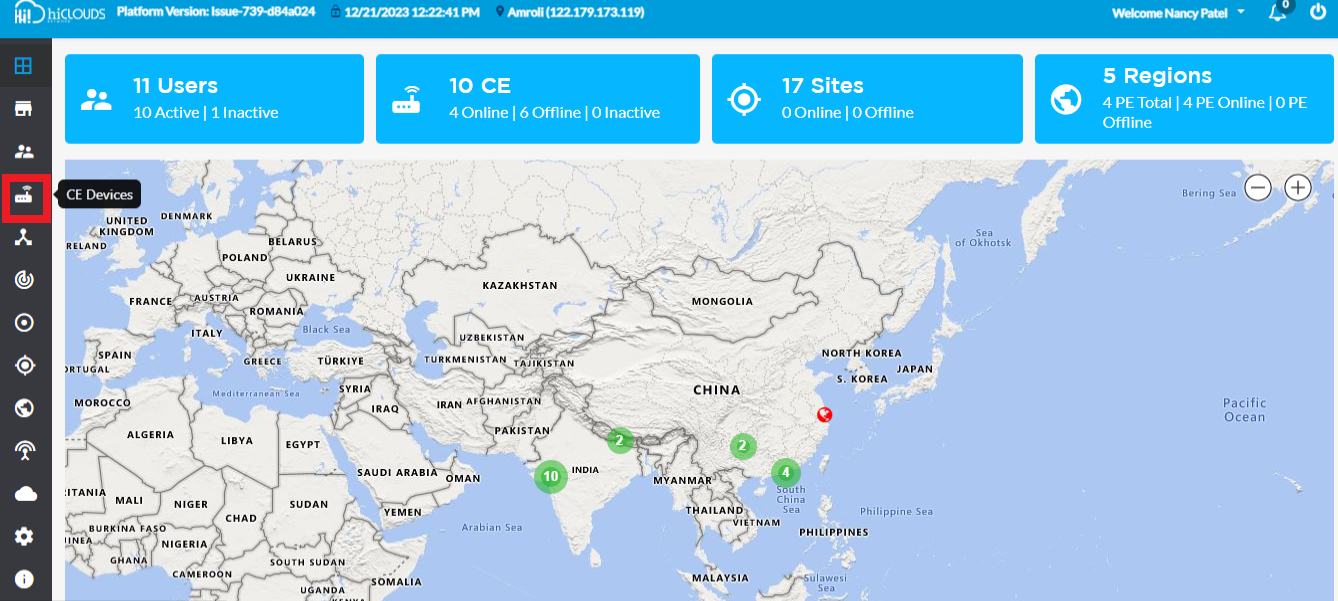 hi! hiCLOUDS Platform Version: Issue-739-d84a024 12/21/2023 12:22:41 PM Amroli (122.179.173.119) Welcome Nancy Patel 0
11 Users
10 Active | 1 Inactive
10 CE
4 Online | 6 Offline | 0 Inactive
17 Sites
0 Online | 0 Offline
5 Regions
4 PE Total | 4 PE Online | 0 PE
Offline
CE Devices
Bering Sea
UNITED
KINGDOM
DENMARK
RELAND
BELARUS
Sea
of Okhotsk
POLAND
UKRAINE
KAZAKHSTAN
FRANCE
AUSTRIA
MONGOLIA
ROMANIA
Black Sea
ITALY
UZBEKISTAN
SPAIN
GREECE
TÜRKIYE
TURKMENISTAN
TAJIKISTAN
NORTH KOREA
ORTUGAL
JAPAN
S. KOREA
Mediterranean Sea
SYRIA
CHINA
MOROCCO
IRAQ
IRAN
AFGHANISTAN
Pacific
Ocean
ALGERIA
LIBYA
EGYPT
PAKISTAN
2
2
SAUDI ARABIA
OMAN
10
INDIA
4
MYANMAR
RITANIA
MALI
NIGER
SUDAN
South
China
Sea
CHAD
YEMEN
THAILAND
Philippine Sea
BURKINA FASO
Arabian Sea
VIETNAM
PHILIPPINES
INEA
NIGERIA
GHANA
SOUTH SUDAN
CAMEROON
SOMALIA
MALAYSIA
Sulawesi
Sea
UGANDA
KENYA